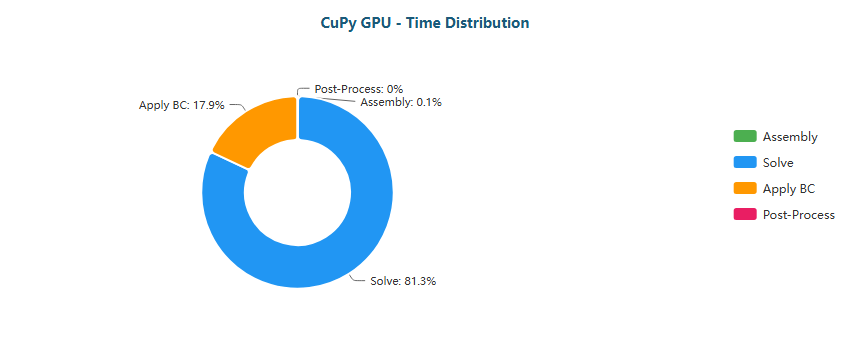 CuPy GPU - Time Distribution
Post-Process: 0%
Assembly: 0.1%
Apply BC: 17.9%
Solve: 81.3%
Assembly
Solve
Apply BC
Post-Process